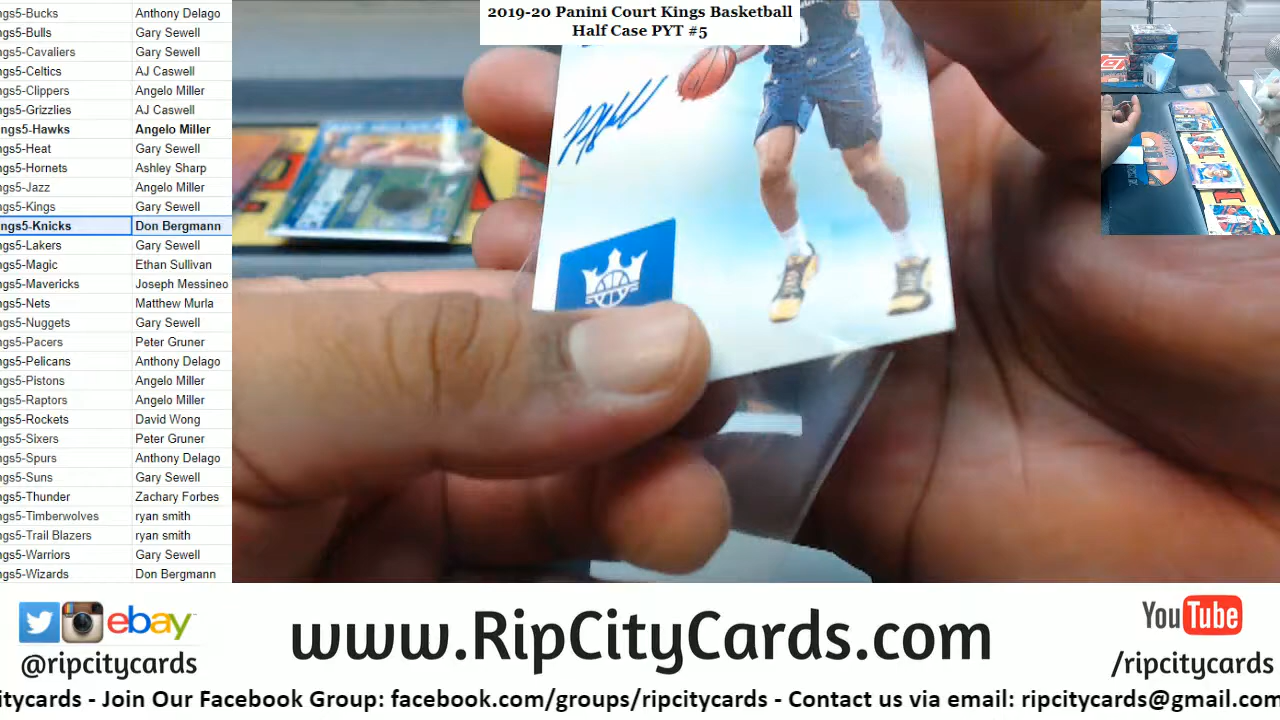 2019-20 Panini Court Kings Basketball
Half Case PYT #5
ngs5-Bucks Anthony Delago
ngs5-Bulls Gary Sewell
ngs5-Cavaliers Gary Sewell
ngs5-Celtics AJ Caswell
ngs5-Clippers Angelo Miller
ngs5-Grizzlies AJ Caswell
ngs5-Hawks Angelo Miller
ngs5-Heat Gary Sewell
ngs5-Hornets Ashley Sharp
ngs5-Jazz Angelo Miller
ngs5-Kings Gary Sewell
ngs5-Knicks Don Bergmann
ngs5-Lakers Gary Sewell
ngs5-Magic Ethan Sullivan
ngs5-Mavericks Joseph Messineo
ngs5-Nets Matthew Murla
ngs5-Nuggets Gary Sewell
ngs5-Pacers Peter Gruner
ngs5-Pelicans Anthony Delago
ngs5-Pistons Angelo Miller
ngs5-Raptors Angelo Miller
ngs5-Rockets David Wong
ngs5-Sixers Peter Gruner
ngs5-Spurs Anthony Delago
ngs5-Suns Gary Sewell
ngs5-Thunder Zachary Forbes
ngs5-Timberwolves ryan smith
ngs5-Trail Blazers ryan smith
ngs5-Warriors Gary Sewell
ngs5-Wizards Don Bergmann
ebay
@ripcitycards
www.RipCityCards.com
YouTube
/ripcitycards
citycards - Join Our Facebook Group: facebook.com/groups/ripcitycards - Contact us via email: ripcitycards@gmail.com